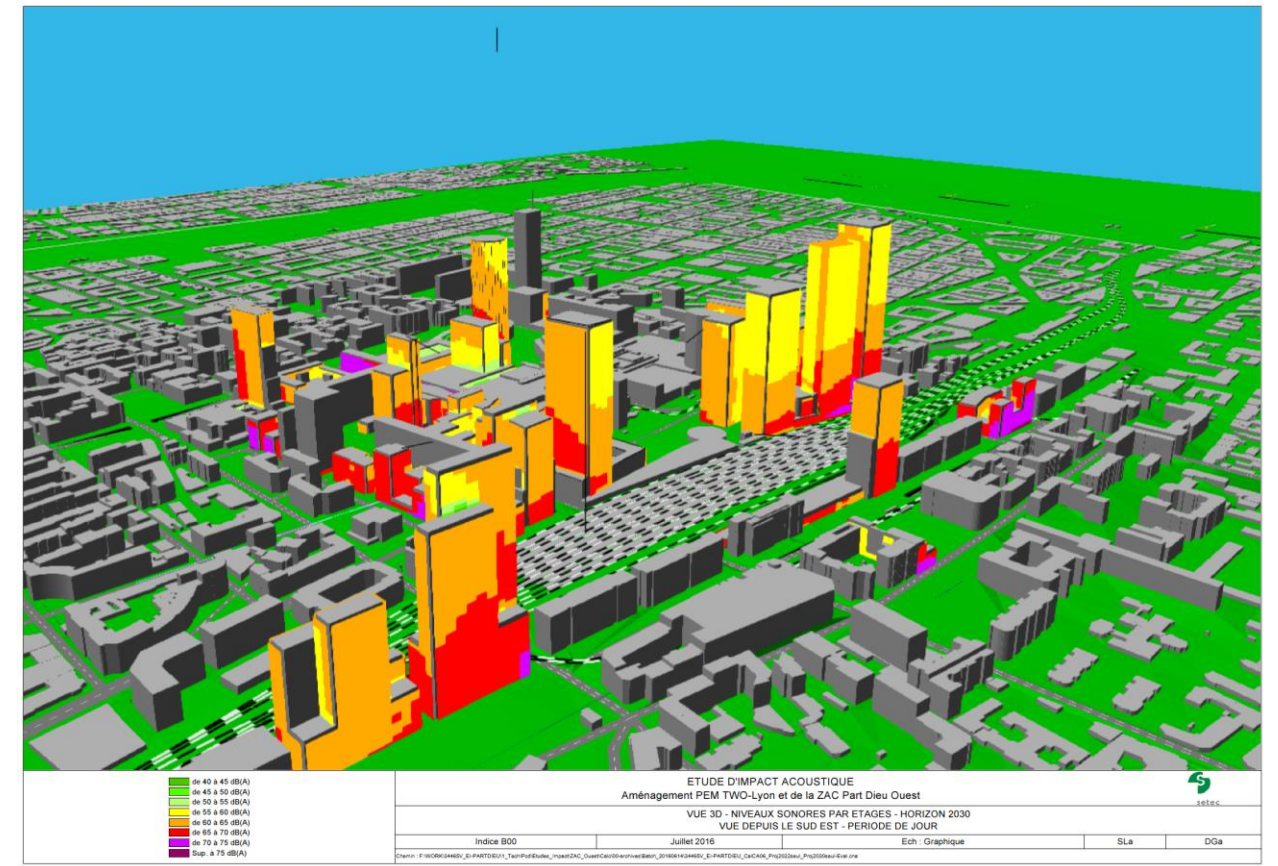 de 40 à 45 dB(A)
de 45 à 50 dB(A)
de 50 à 55 dB(A)
de 55 à 60 dB(A)
de 60 à 65 dB(A)
de 65 à 70 dB(A)
de 70 à 75 dB(A)
Sup. à 75 dB(A)
ETUDE D'IMPACT ACOUSTIQUE
Aménagement PEM TWO-Lyon et de la ZAC Part Dieu Ouest
setec
VUE 3D - NIVEAUX SONORES PAR ETAGES - HORIZON 2030
VUE DEPUIS LE SUD EST - PERIODE DE JOUR
Indice B00
Juillet 2016
Ech : Graphique
SLa
DGa
Chemin :